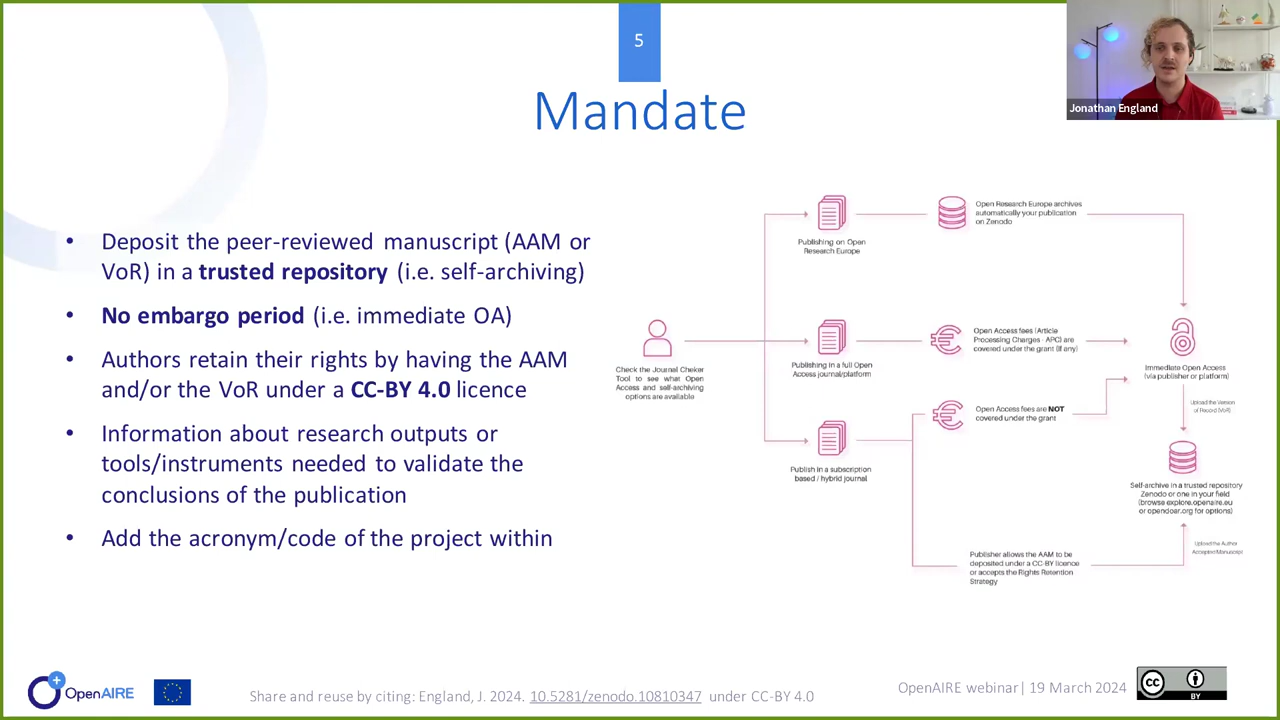 5
Jonathan England
Mandate
• Deposit the peer-reviewed manuscript (AAM or
VoR) in a trusted repository (i.e. self-archiving)
• No embargo period (i.e. immediate OA)
• Authors retain their rights by having the AAM
and/or the VoR under a CC-BY 4.0 licence
• Information about research outputs or
tools/instruments needed to validate the
conclusions of the publication
• Add the acronym/code of the project within
Check the Journal Cheker
Tool to see what Open
Access and self-archiving
options are available
Publishing on Open
Research Europe
Open Research Europe archives
automatically your publication
on Zenodo
Publishing in a full Open
Access journal/platform
Open Access fees (Article
Processing Charges - APC) are
covered under the grant (if any)
Immediate Open Access
(via publisher or platform)
Publish in a subscription
based / hybrid journal
Open Access fees are NOT
covered under the grant
Upload the Version
of Record (VoR)
Self-archive in a trusted repository
Zenodo or one in your field
(browse explore.openaire.eu
or opendoar.org for options)
Publisher allows the AAM to be
deposited under a CC-BY licence
or accepts the Rights Retention
Strategy
Upload the Author
Accepted Manuscript
OpenAIRE
Share and reuse by citing: England, J. 2024. 10.5281/zenodo.10810347 under CC-BY 4.0
OpenAIRE webinar| 19 March 2024
cc
BY